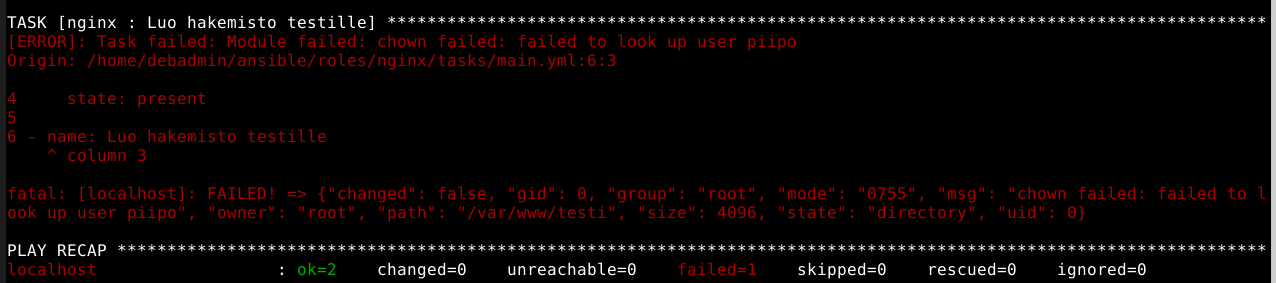 TASK [nginx : Luo hakemisto testille] ****************************************************************************************
[ERROR]: Task failed: Module failed: chown failed: failed to look up user piipo
Origin: /home/debadmin/ansible/roles/nginx/tasks/main.yml:6:3
4     state: present
5
6 - name: Luo hakemisto testille
^ column 3
fatal: [localhost]: FAILED! => {"changed": false, "gid": 0, "group": "root", "mode": "0755", "msg": "chown failed: failed to l
ook up user piipo", "owner": "root", "path": "/var/www/testi", "size": 4096, "state": "directory", "uid": 0}
PLAY RECAP *******************************************************************************************************************
localhost                  : ok=2    changed=0    unreachable=0    failed=1    skipped=0    rescued=0    ignored=0